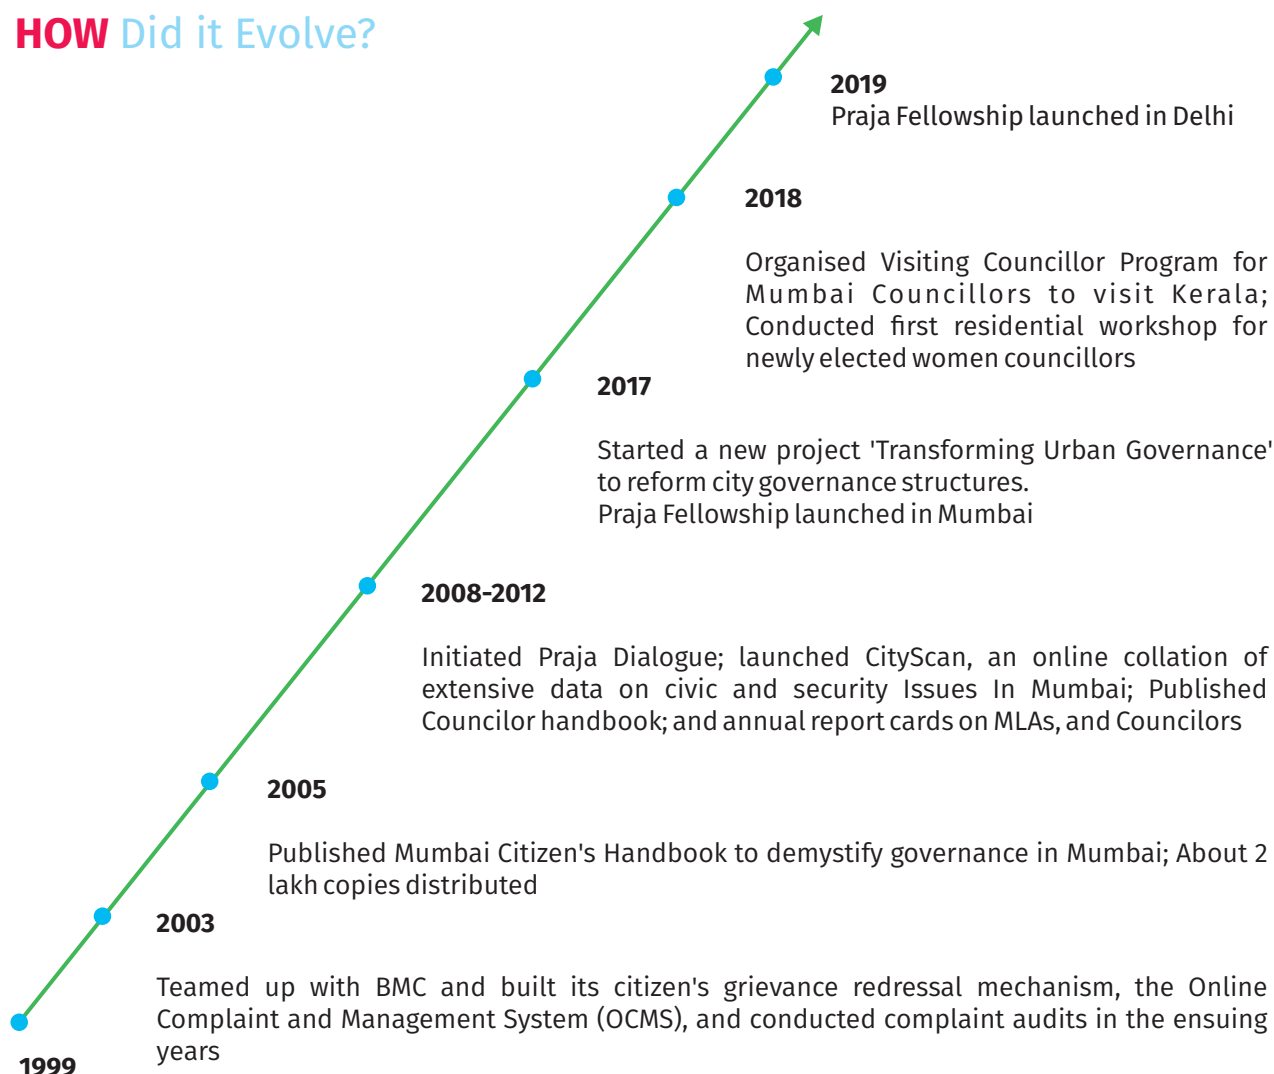 HOW Did it Evolve?
2019
Praja Fellowship launched in Delhi
2018
Organised Visiting Councillor Program for
Mumbai Councillors to visit Kerala;
Conducted first residential workshop for
newly elected women councillors
2017
Started a new project 'Transforming Urban Governance'
to reform city governance structures.
Praja Fellowship launched in Mumbai
2008-2012
Initiated Praja Dialogue; launched CityScan, an online collation of
extensive data on civic and security Issues In Mumbai; Published
Councilor handbook; and annual report cards on MLAs, and Councilors
2005
Published Mumbai Citizen's Handbook to demystify governance in Mumbai; About 2
lakh copies distributed
2003
Teamed up with BMC and built its citizen's grievance redressal mechanism, the Online
Complaint and Management System (OCMS), and conducted complaint audits in the ensuing
years
1999